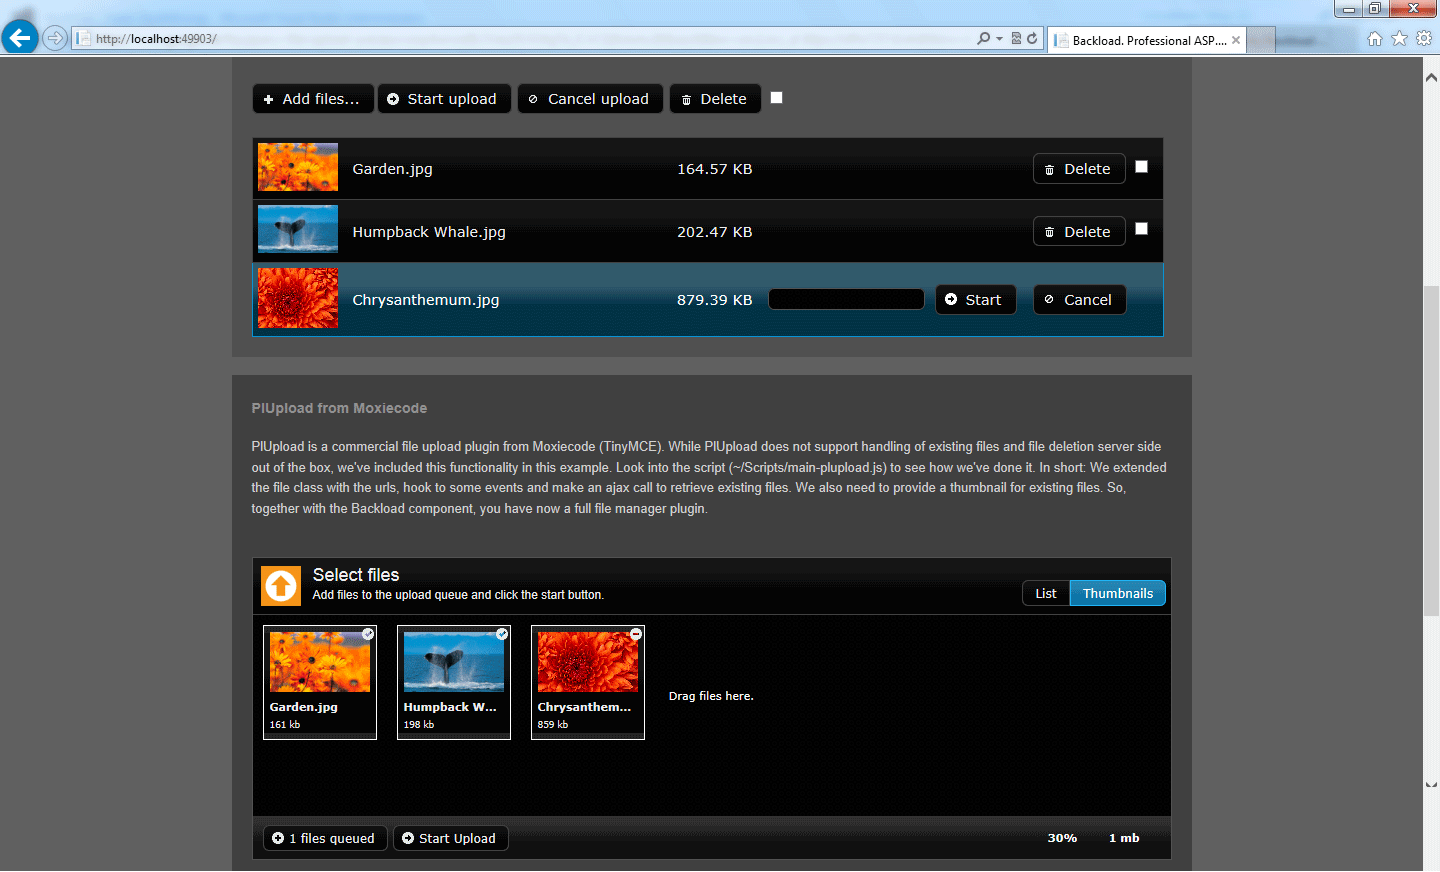 http://localhost:49903/
Backload. Professional ASP....
Add files...
Start upload
Cancel upload
Delete
Garden.jpg
164.57 KB
Delete
Humpback Whale.jpg
202.47 KB
Delete
Chrysanthemum.jpg
879.39 KB
Start
Cancel
PlUpload from Moxiecode
PlUpload is a commercial file upload plugin from Moxiecode (TinyMCE). While PlUpload does not support handling of existing files and file deletion server side
out of the box, we've included this functionality in this example. Look into the script (~/Scripts/main-plupload.js) to see how we've done it. In short: We extended
the file class with the urls, hook to some events and make an ajax call to retrieve existing files. We also need to provide a thumbnail for existing files. So,
together with the Backload component, you have now a full file manager plugin.
Select files
Add files to the upload queue and click the start button.
List
Thumbnails
Garden.jpg
161 kb
Humpback W...
198 kb
Chrysanthem...
859 kb
Drag files here.
1 files queued
Start Upload
30%
1 mb